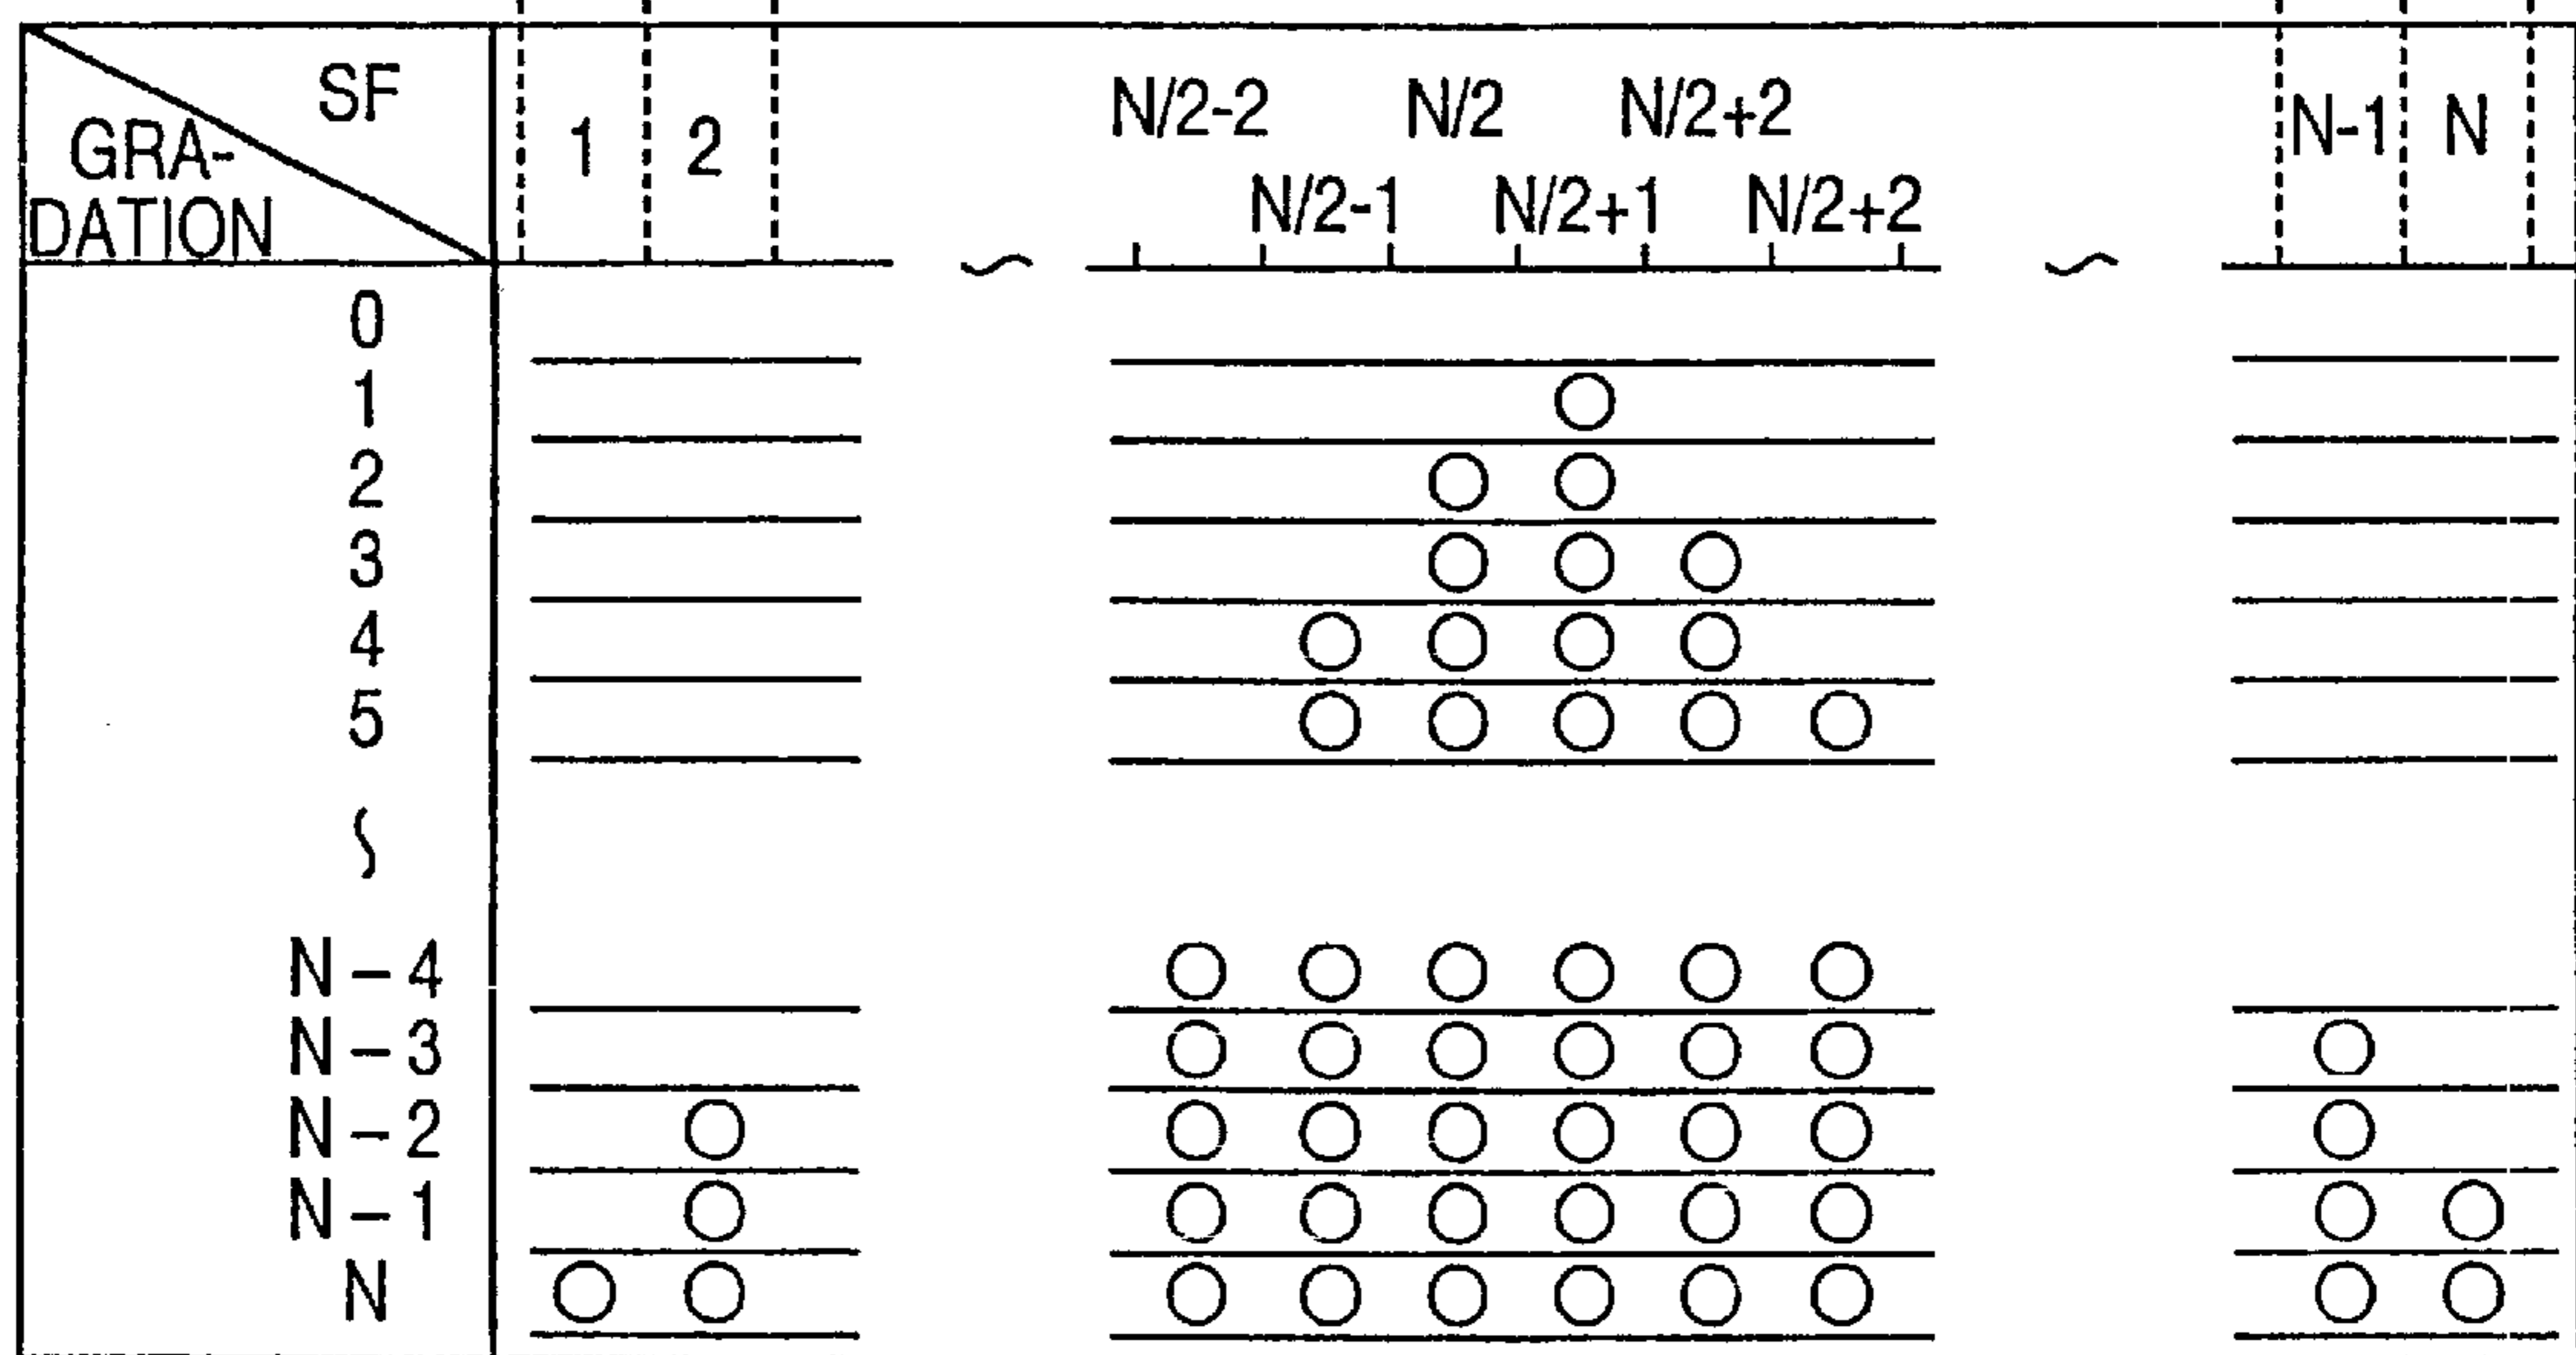 SF
GRA-
DATION
1 2 N/2-2 N/2 N/2+2 N-1 N
N/2-1 N/2+1 N/2+2
0
1
2
3
4
5
N-4
N-3
N-2
N-1
N